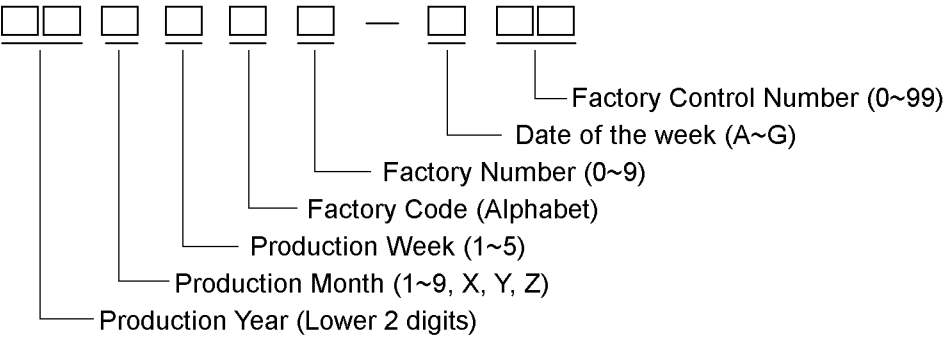 Factory Control Number (0~99)
Date of the week (A~G)
Factory Number (0~9)
Factory Code (Alphabet)
Production Week (1~5)
Production Month (1~9, X, Y, Z)
Production Year (Lower 2 digits)